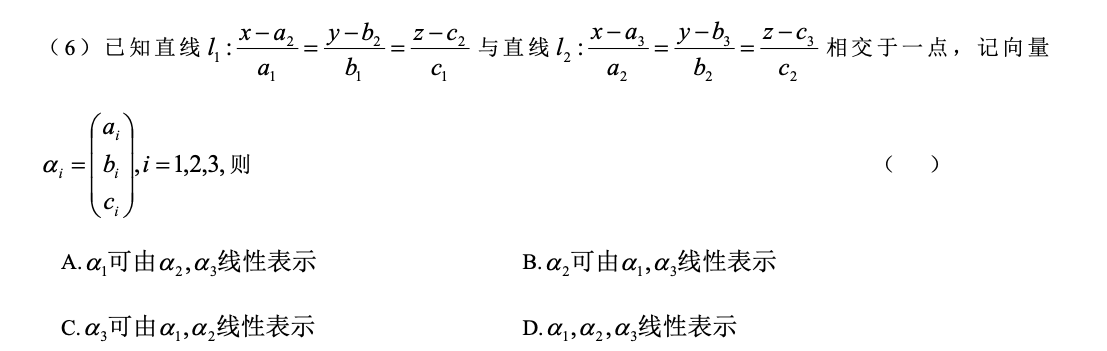 （6）已知直线 $l_1:\frac{x-a_2}{a_1}=\frac{y-b_2}{b_1}=\frac{z-c_2}{c_1}$ 与直线 $l_2:\frac{x-a_3}{a_2}=\frac{y-b_3}{b_2}=\frac{z-c_3}{c_2}$ 相交于一点，记向量
$\alpha_i=\begin{pmatrix}a_i\\b_i\\c_i\end{pmatrix},i=1,2,3,$ 则 （ ）
A. $\alpha_1$可由$\alpha_2,\alpha_3$线性表示 B. $\alpha_2$可由$\alpha_1,\alpha_3$线性表示
C. $\alpha_3$可由$\alpha_1,\alpha_2$线性表示 D. $\alpha_1,\alpha_2,\alpha_3$线性表示